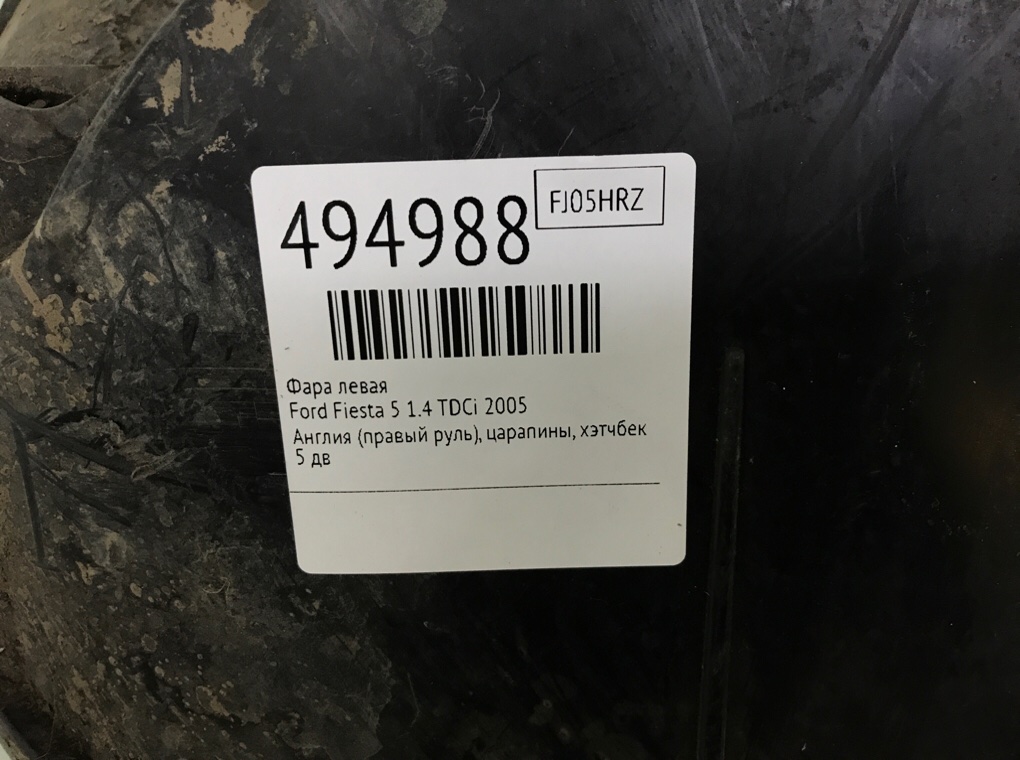 494988
FJ05HRZ
Фара левая
Ford Fiesta 5 1.4 TDCi 2005
Англия (правый руль), царапины, хэтчбек
5 дв